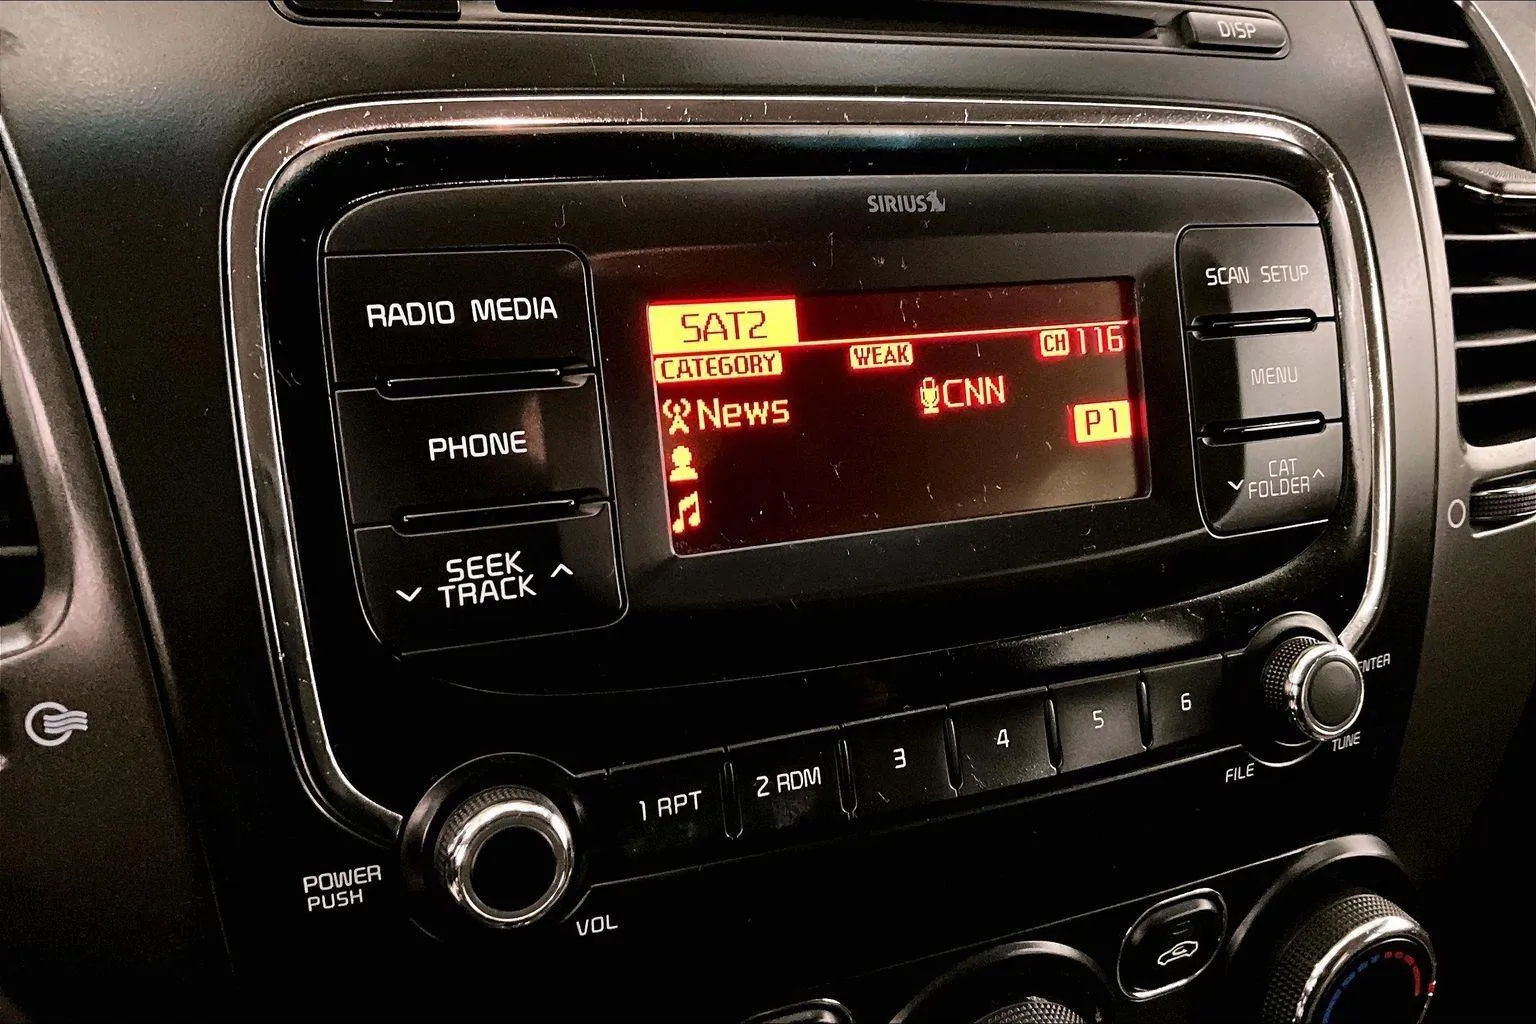 DISP
SIRIUS
RADIO MEDIA
PHONE
SEEK
TRACK
SAT2
CATEGORY
WEAK
CH 116
News
CNN
P1
SCAN SETUP
MENU
CAT
FOLDER
1 RPT
2 RDM
3
4
5
6
ENTER
TUNE
FILE
POWER
PUSH
VOL